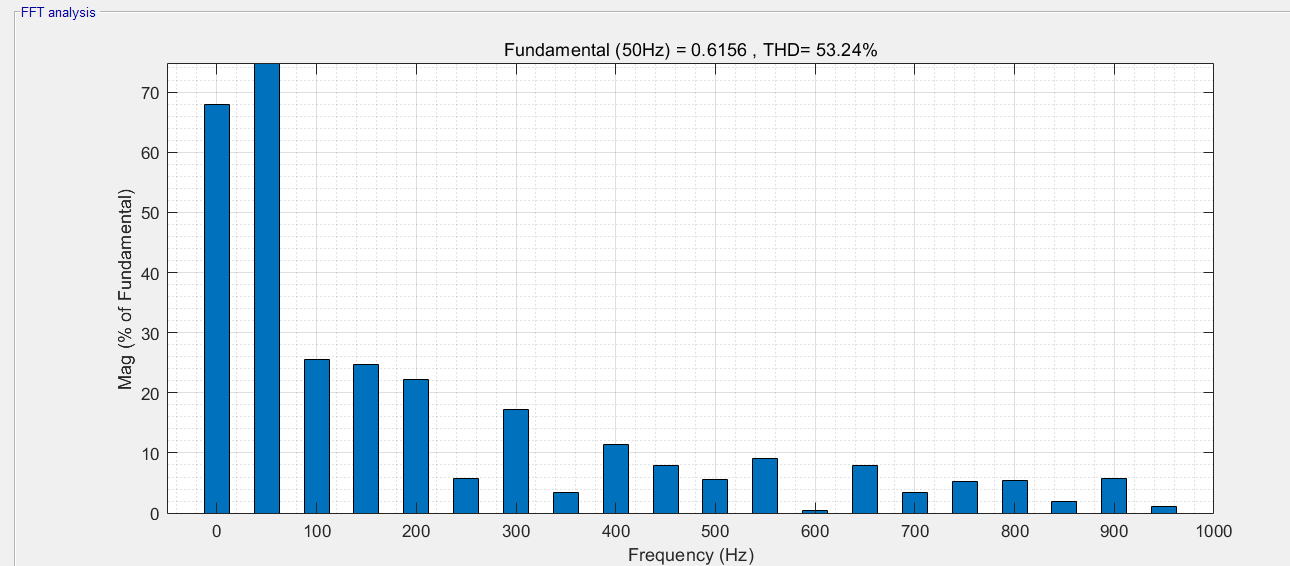 FFT analysis
Fundamental (50Hz) = 0.6156 , THD= 53.24%
Mag (% of Fundamental)
70
60
50
40
30
20
10
0
0 100 200 300 400 500 600 700 800 900 1000
Frequency (Hz)